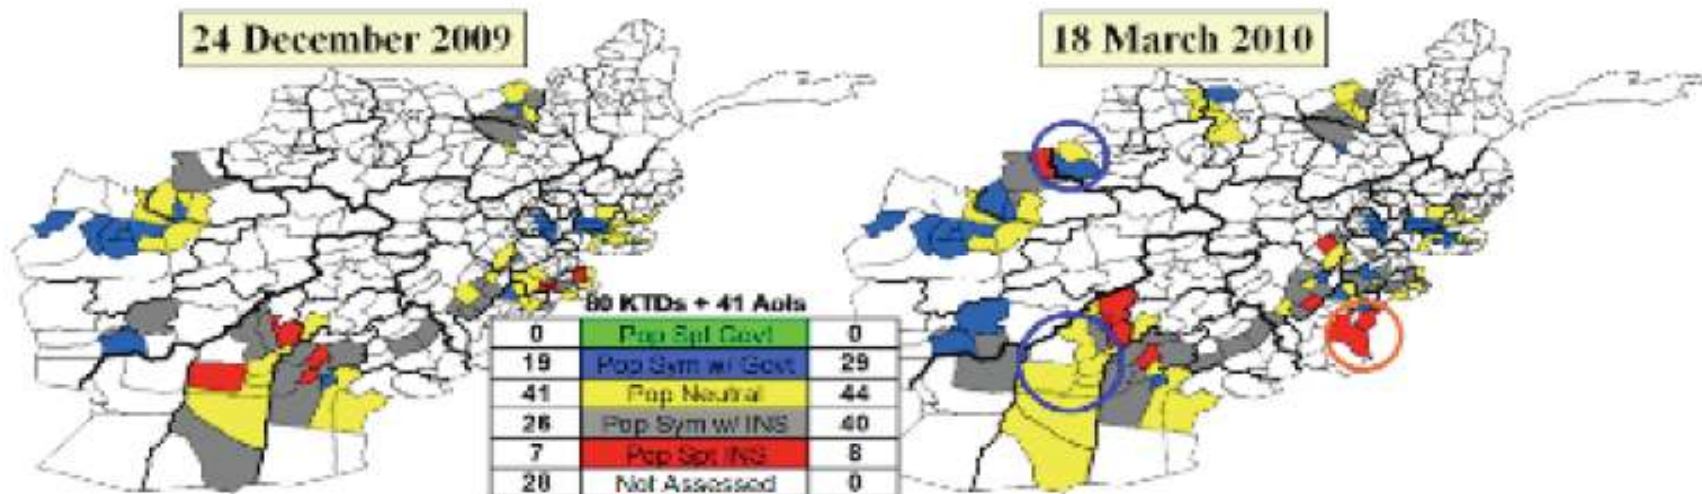 24 December 2009
18 March 2010
80 KTDs + 41 AoIs
0 Pop Spt Govt 0
19 Pop Sym w/ Govt 29
41 Pop Neutral 44
26 Pop Sym w/ INS 40
7 Pop Spt INS 8
28 Not Assessed 0